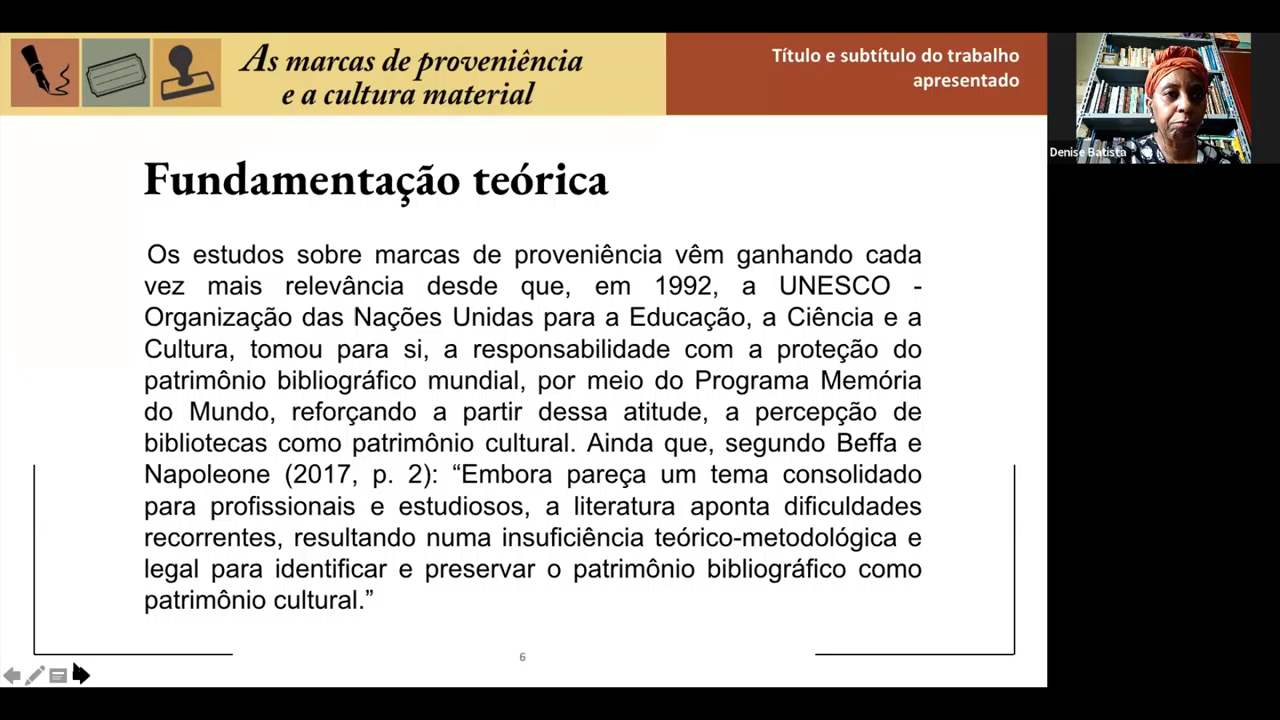 As marcas de proveniência
e a cultura material
Título e subtítulo do trabalho
apresentado
Denise Batista
Fundamentação teórica
Os estudos sobre marcas de proveniência vêm ganhando cada
vez mais relevância desde que, em 1992, a UNESCO -
Organização das Nações Unidas para a Educação, a Ciência e a
Cultura, tomou para si, a responsabilidade com a proteção do
patrimônio bibliográfico mundial, por meio do Programa Memória
do Mundo, reforçando a partir dessa atitude, a percepção de
bibliotecas como patrimônio cultural. Ainda que, segundo Beffa e
Napoleone (2017, p. 2): “Embora pareça um tema consolidado
para profissionais e estudiosos, a literatura aponta dificuldades
recorrentes, resultando numa insuficiência teórico-metodológica e
legal para identificar e preservar o patrimônio bibliográfico como
patrimônio cultural.”
6